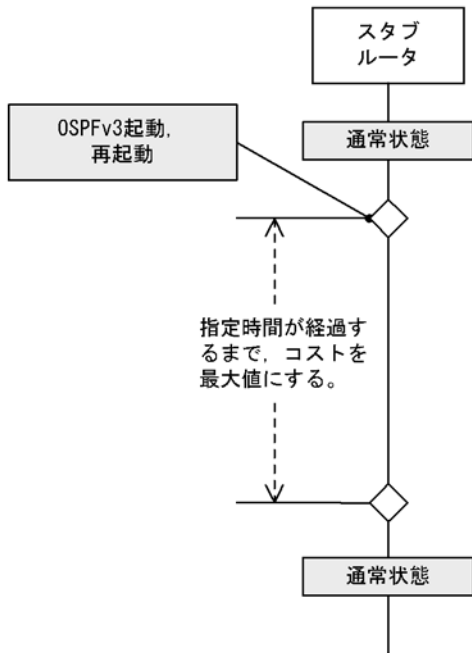 スタブ
ルータ
OSPFv3起動,
再起動
通常状態
指定時間が経過す
るまで, コストを
最大値にする。
通常状態